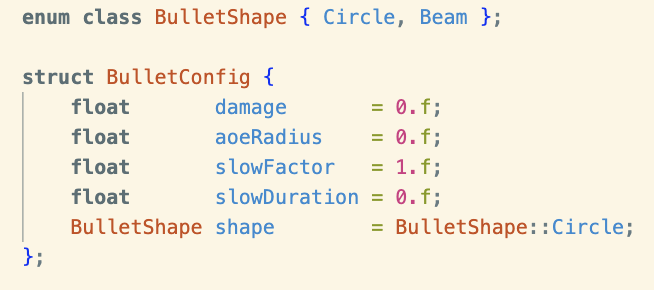 enum class BulletShape { Circle, Beam };
struct BulletConfig {
    float       damage       = 0.f;
    float       aoeRadius    = 0.f;
    float       slowFactor   = 1.f;
    float       slowDuration = 0.f;
    BulletShape shape        = BulletShape::Circle;
};